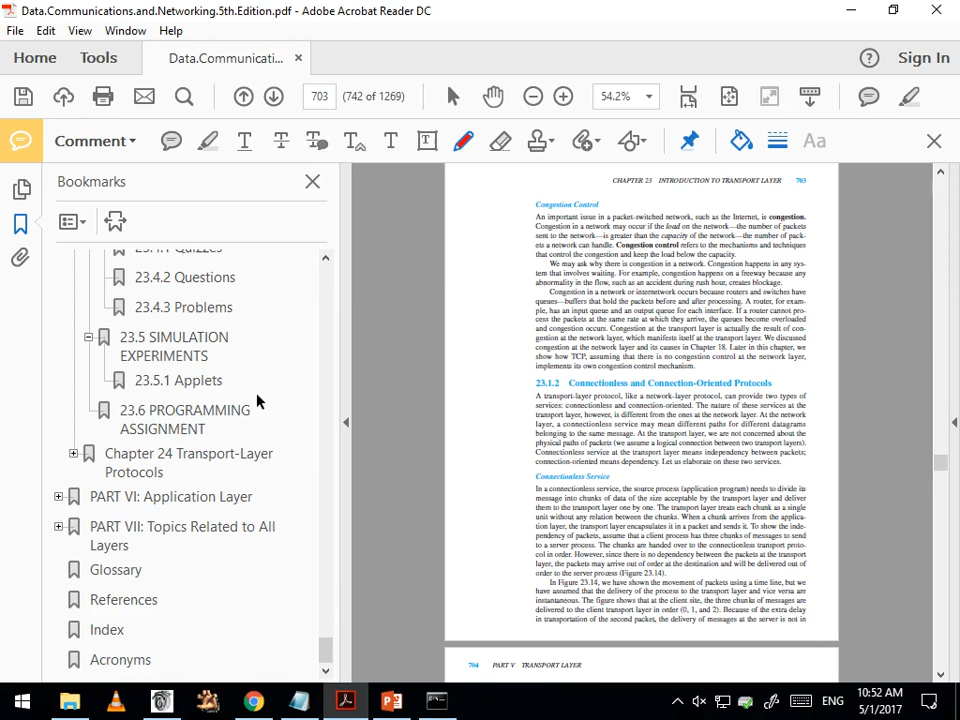 Data.Communications.and.Networking.5th.Edition.pdf - Adobe Acrobat Reader DC
File Edit View Window Help
Home Tools Data.Communicati... Sign In
703 (742 of 1269) 54.2%
Comment
Bookmarks
23.4.1 Quizzes
23.4.2 Questions
23.4.3 Problems
23.5 SIMULATION
EXPERIMENTS
23.5.1 Applets
23.6 PROGRAMMING
ASSIGNMENT
Chapter 24 Transport-Layer
Protocols
PART VI: Application Layer
PART VII: Topics Related to All
Layers
Glossary
References
Index
Acronyms
CHAPTER 23 INTRODUCTION TO TRANSPORT LAYER 703
Congestion Control
An important issue in a packet-switched network, such as the Internet, is congestion.
Congestion in a network may occur if the load on the network—the number of packets
sent to the network—is greater than the capacity of the network—the number of pack-
ets a network can handle. Congestion control refers to the mechanisms and techniques
that control the congestion and keep the load below the capacity.
We may ask why there is congestion in a network. Congestion happens in any sys-
tem that involves waiting. For example, congestion happens on a freeway because any
abnormality in the flow, such as an accident during rush hour, creates blockage.
Congestion in a network or internetwork occurs because routers and switches have
queues—buffers that hold the packets before and after processing. A router, for exam-
ple, has an input queue and an output queue for each interface. If a router cannot pro-
cess the packets at the same rate at which they arrive, the queues become overloaded
and congestion occurs. Congestion at the transport layer is actually the result of con-
gestion at the network layer, which manifests itself at the transport layer. We discussed
congestion at the network layer and its causes in Chapter 18. Later in this chapter, we
show how TCP, assuming that there is no congestion control at the network layer,
implements its own congestion control mechanism.
23.1.2 Connectionless and Connection-Oriented Protocols
A transport-layer protocol, like a network-layer protocol, can provide two types of
services: connectionless and connection-oriented. The nature of these services at the
transport layer, however, is different from the ones at the network layer. At the network
layer, a connectionless service may mean different paths for different datagrams
belonging to the same message. At the transport layer, we are not concerned about the
physical paths of packets (we assume a logical connection between two transport layers).
Connectionless service at the transport layer means independency between packets;
connection-oriented means dependency. Let us elaborate on these two services.
Connectionless Service
In a connectionless service, the source process (application program) needs to divide its
message into chunks of data of the size acceptable by the transport layer and deliver
them to the transport layer one by one. The transport layer treats each chunk as a single
unit without any relation between the chunks. When a chunk arrives from the applica-
tion layer, the transport layer encapsulates it in a packet and sends it. To show the inde-
pendency of packets, assume that a client process has three chunks of messages to send
to a server process. The chunks are handed over to the connectionless transport proto-
col in order. However, since there is no dependency between the packets at the transport
layer, the packets may arrive out of order at the destination and will be delivered out of
order to the server process (Figure 23.14).
In Figure 23.14, we have shown the movement of packets using a time line, but we
have assumed that the delivery of the process to the transport layer and vice versa are
instantaneous. The figure shows that at the client site, the three chunks of messages are
delivered to the client transport layer in order (0, 1, and 2). Because of the extra delay
in transportation of the second packet, the delivery of messages at the server is not in
704 PART V TRANSPORT LAYER
ENG
10:52 AM
5/1/2017